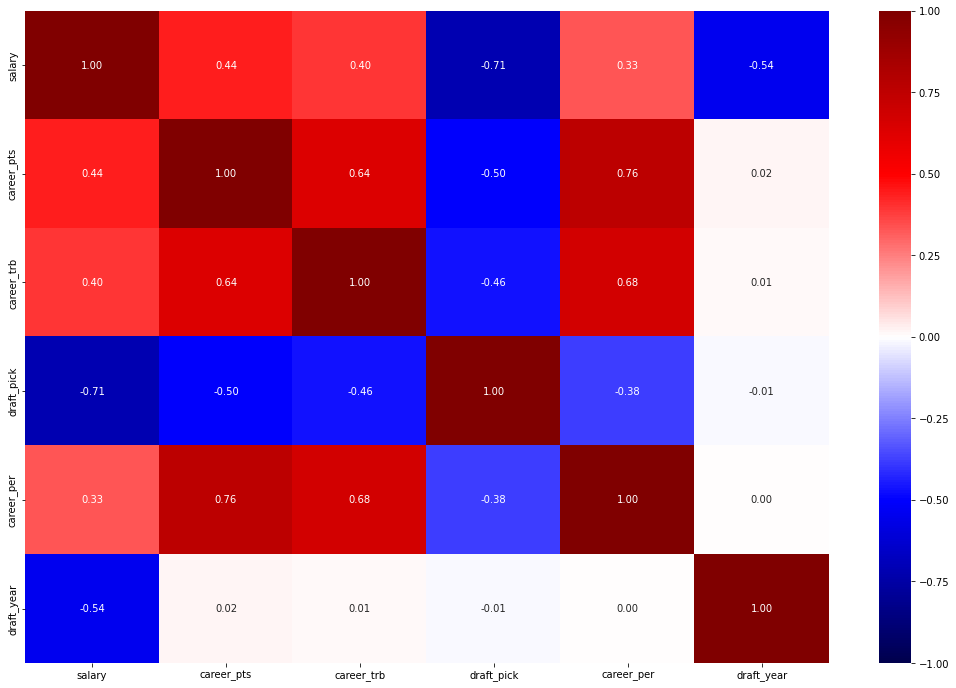 salary 1.00 0.44 0.40 -0.71 0.33 -0.54
career_pts 0.44 1.00 0.64 -0.50 0.76 0.02
career_trb 0.40 0.64 1.00 -0.46 0.68 0.01
draft_pick -0.71 -0.50 -0.46 1.00 -0.38 -0.01
career_per 0.33 0.76 0.68 -0.38 1.00 0.00
draft_year -0.54 0.02 0.01 -0.01 0.00 1.00
salary career_pts career_trb draft_pick career_per draft_year
1.00
0.75
0.50
0.25
0.00
−0.25
−0.50
−0.75
−1.00